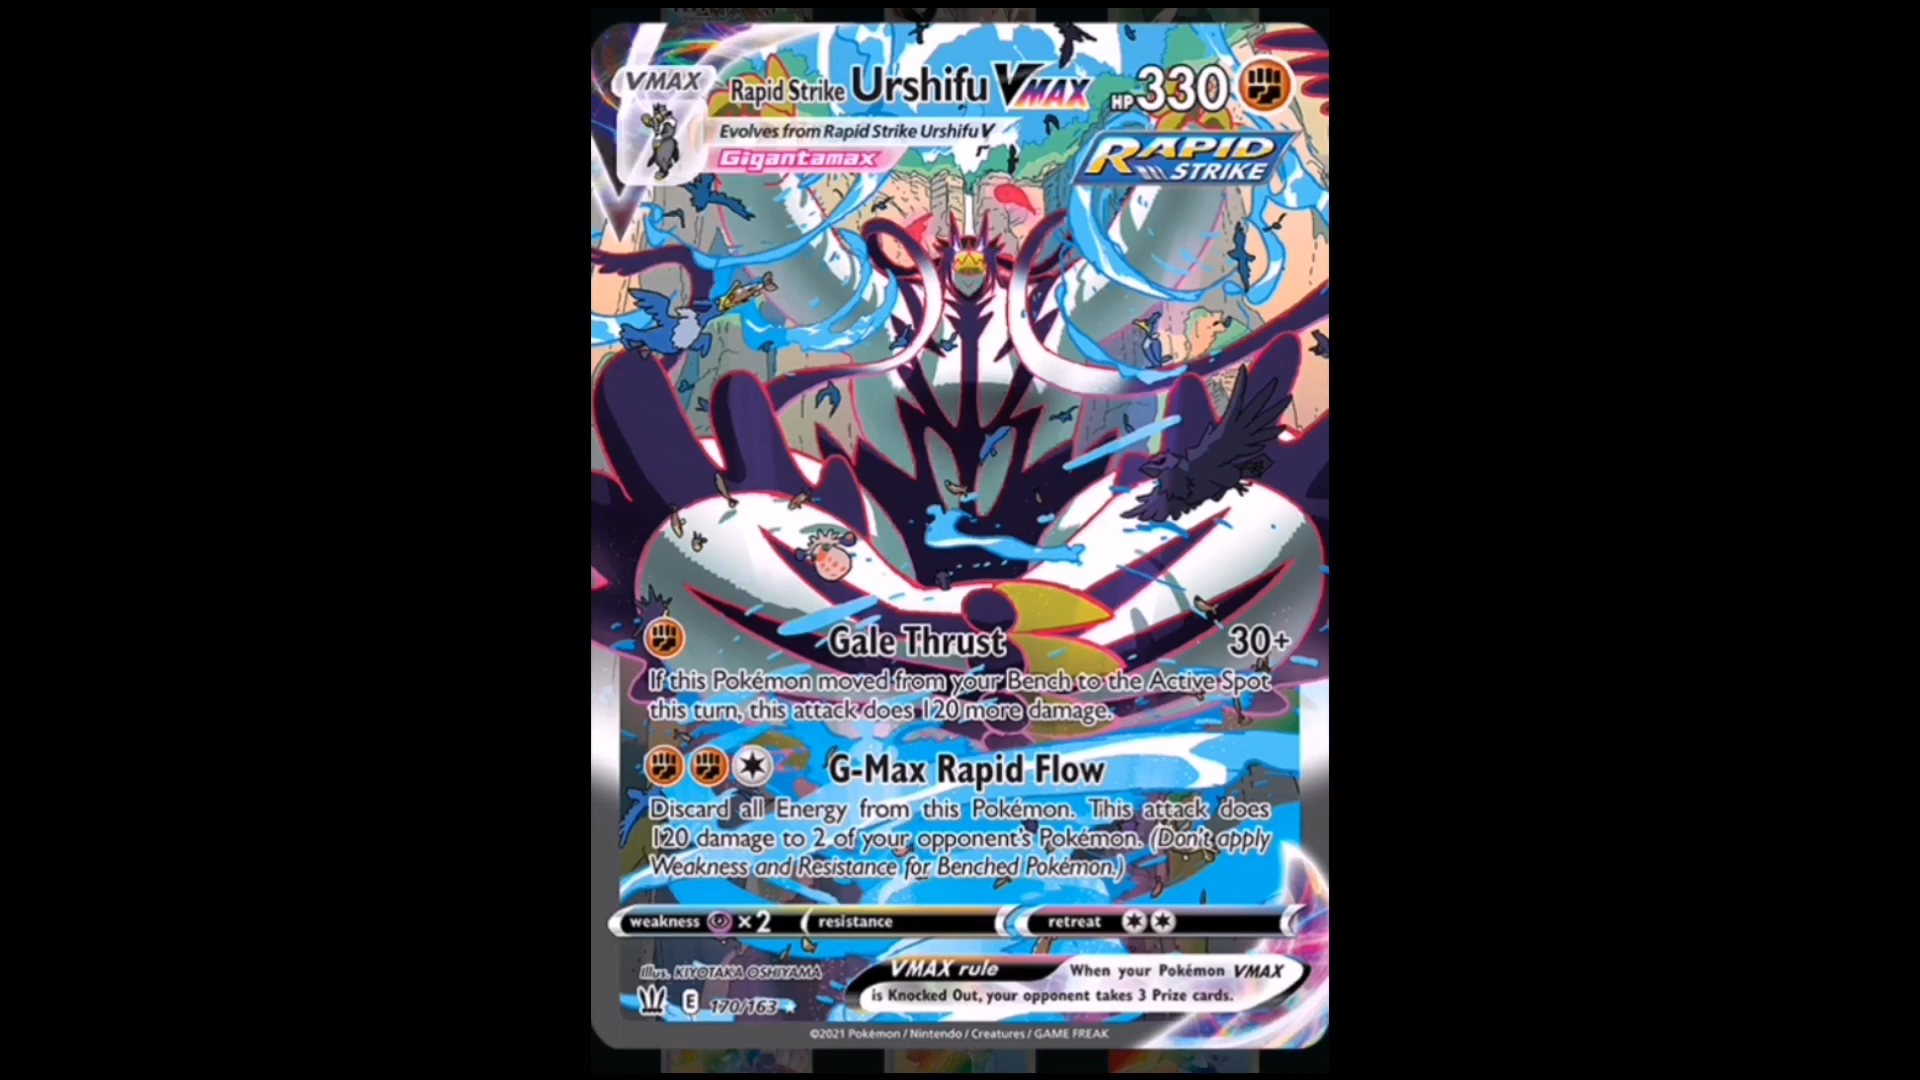 VMAX
Rapid Strike Urshifu VMAX HP 330
Evolves from Rapid Strike Urshifu V
Gigantamax
RAPID
STRIKE
Gale Thrust 30+
If this Pokémon moved from your Bench to the Active Spot
this turn, this attack does 120 more damage.
G-Max Rapid Flow
Discard all Energy from this Pokémon. This attack does
120 damage to 2 of your opponent's Pokémon. (Don't apply
Weakness and Resistance for Benched Pokémon.)
weakness ×2 resistance retreat
Illus. KIYOTAKA OSHIYAMA
VMAX rule When your Pokémon VMAX
is Knocked Out, your opponent takes 3 Prize cards.
E 170/163
©2021 Pokémon / Nintendo / Creatures / GAME FREAK